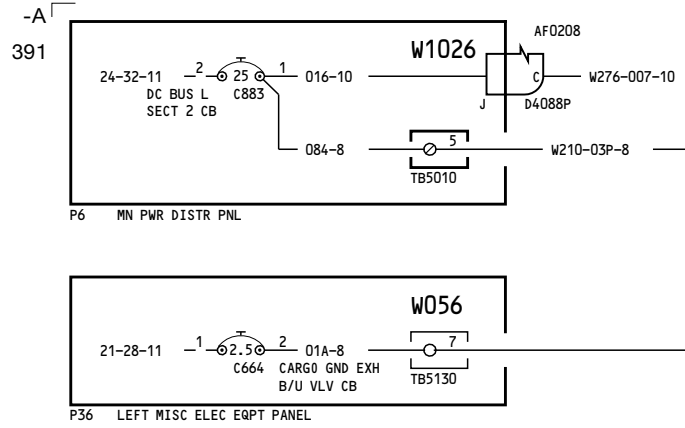 -A
391
W1026
AF0208
24-32-11 2 25 1 016-10 C W276-007-10
DC BUS L C883 J D4088P
SECT 2 CB
084-8 5 W210-03P-8
TB5010
P6 MN PWR DISTR PNL
W056
21-28-11 1 2.5 2 01A-8 7
C664 CARGO GND EXH TB5130
B/U VLV CB
P36 LEFT MISC ELEC EQPT PANEL